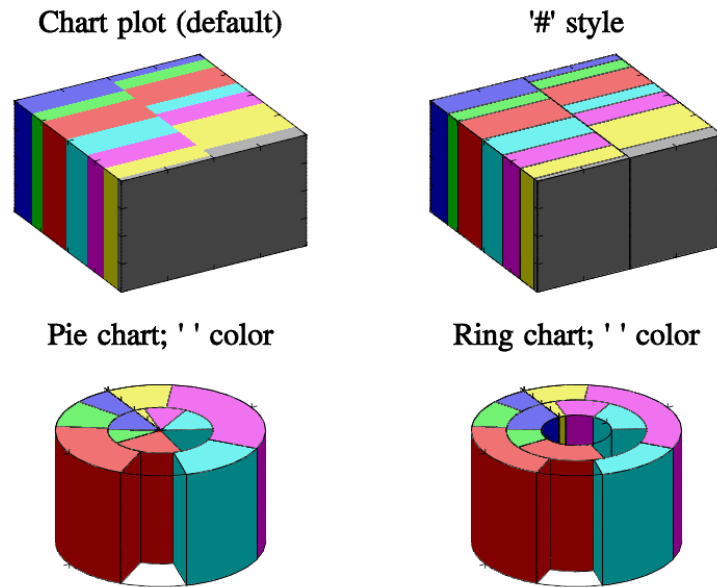 Chart plot (default)
'#' style
Pie chart; ' ' color
Ring chart; ' ' color